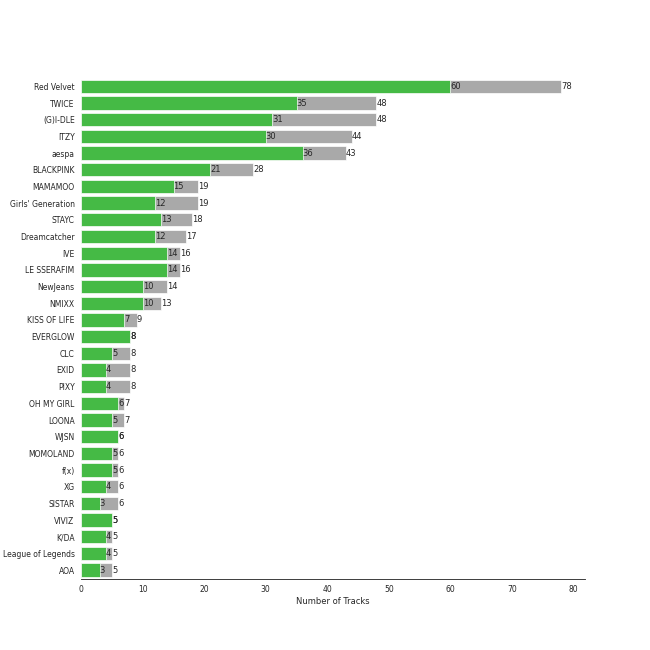 Red Velvet 60 78
TWICE 35 48
(G)I-DLE 31 48
ITZY 30 44
aespa 36 43
BLACKPINK 21 28
MAMAMOO 15 19
Girls' Generation 12 19
STAYC 13 18
Dreamcatcher 12 17
IVE 14 16
LE SSERAFIM 14 16
NewJeans 10 14
NMIXX 10 13
KISS OF LIFE 7 9
EVERGLOW 8
CLC 5 8
EXID 4 8
PIXY 4 8
OH MY GIRL 6 7
LOONA 5 7
WJSN 6
MOMOLAND 5 6
f(x) 5 6
XG 4 6
SISTAR 3 6
VIVIZ 5
K/DA 4 5
League of Legends 4 5
AOA 3 5
0 10 20 30 40 50 60 70 80
Number of Tracks